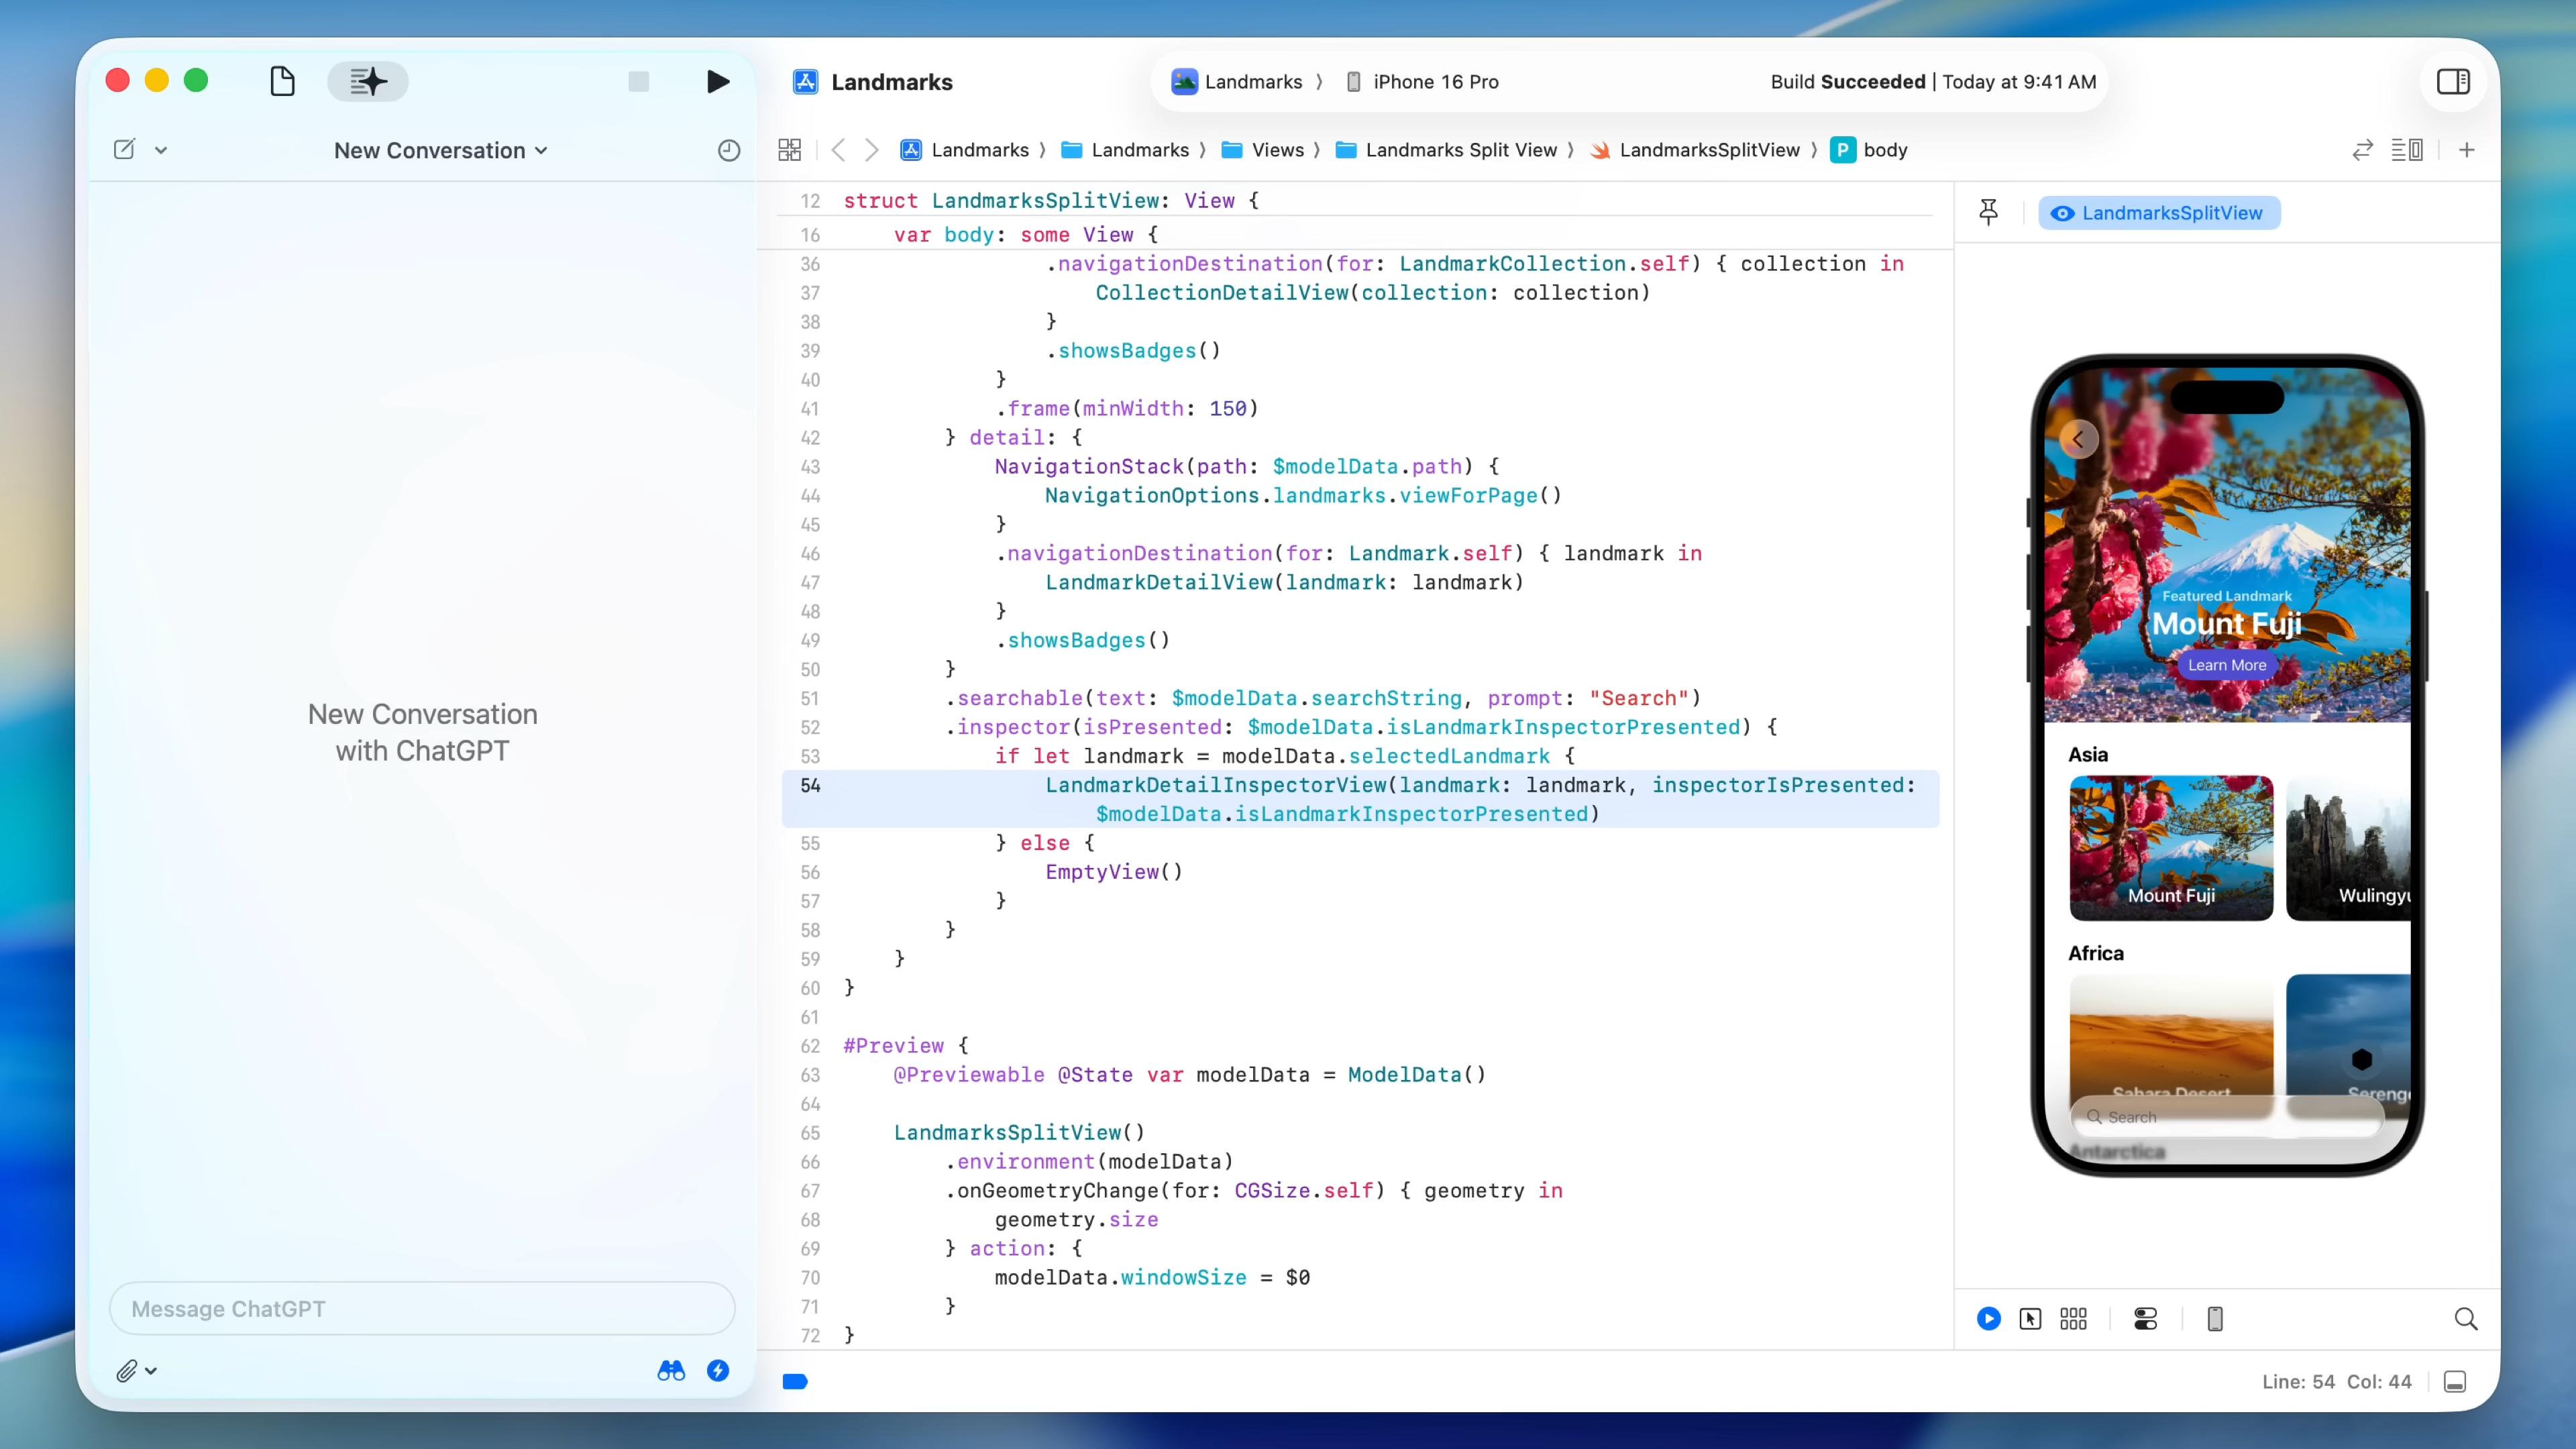 Landmarks
Landmarks 〉 iPhone 16 Pro
Build Succeeded | Today at 9:41 AM
New Conversation
Landmarks 〉 Landmarks 〉 Views 〉 Landmarks Split View 〉 LandmarksSplitView 〉 P body
New Conversation
with ChatGPT
Message ChatGPT
12 struct LandmarksSplitView: View {
16     var body: some View {
36                 .navigationDestination(for: LandmarkCollection.self) { collection in
37                     CollectionDetailView(collection: collection)
38                 }
39                 .showsBadges()
40             }
41             .frame(minWidth: 150)
42         } detail: {
43             NavigationStack(path: $modelData.path) {
44                 NavigationOptions.landmarks.viewForPage()
45             }
46             .navigationDestination(for: Landmark.self) { landmark in
47                 LandmarkDetailView(landmark: landmark)
48             }
49             .showsBadges()
50         }
51         .searchable(text: $modelData.searchString, prompt: "Search")
52         .inspector(isPresented: $modelData.isLandmarkInspectorPresented) {
53             if let landmark = modelData.selectedLandmark {
54                 LandmarkDetailInspectorView(landmark: landmark, inspectorIsPresented:
                    $modelData.isLandmarkInspectorPresented)
55             } else {
56                 EmptyView()
57             }
58         }
59     }
60 }
61
62 #Preview {
63     @Previewable @State var modelData = ModelData()
64
65     LandmarksSplitView()
66         .environment(modelData)
67         .onGeometryChange(for: CGSize.self) { geometry in
68             geometry.size
69         } action: {
70             modelData.windowSize = $0
71         }
72 }
LandmarksSplitView
Featured Landmark
Mount Fuji
Learn More
Asia
Mount Fuji
Wulingyu
Africa
Sahara Desert
Sereng
Search
Antarctica
Line: 54 Col: 44